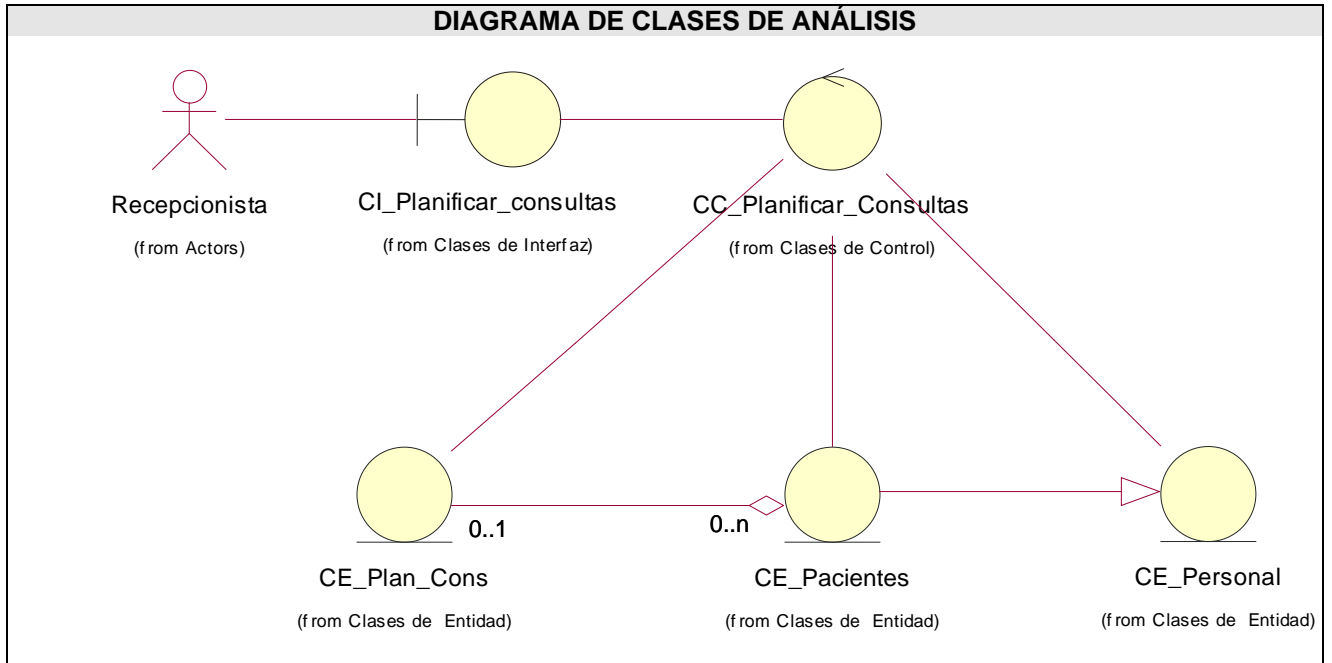 DIAGRAMA DE CLASES DE ANÁLISIS
Recepcionista
(from Actors)
CI_Planificar_consultas
(from Clases de Interfaz)
CC_Planificar_Consultas
(from Clases de Control)
0..1
0..n
CE_Plan_Cons
(from Clases de Entidad)
CE_Pacientes
(from Clases de Entidad)
CE_Personal
(from Clases de Entidad)